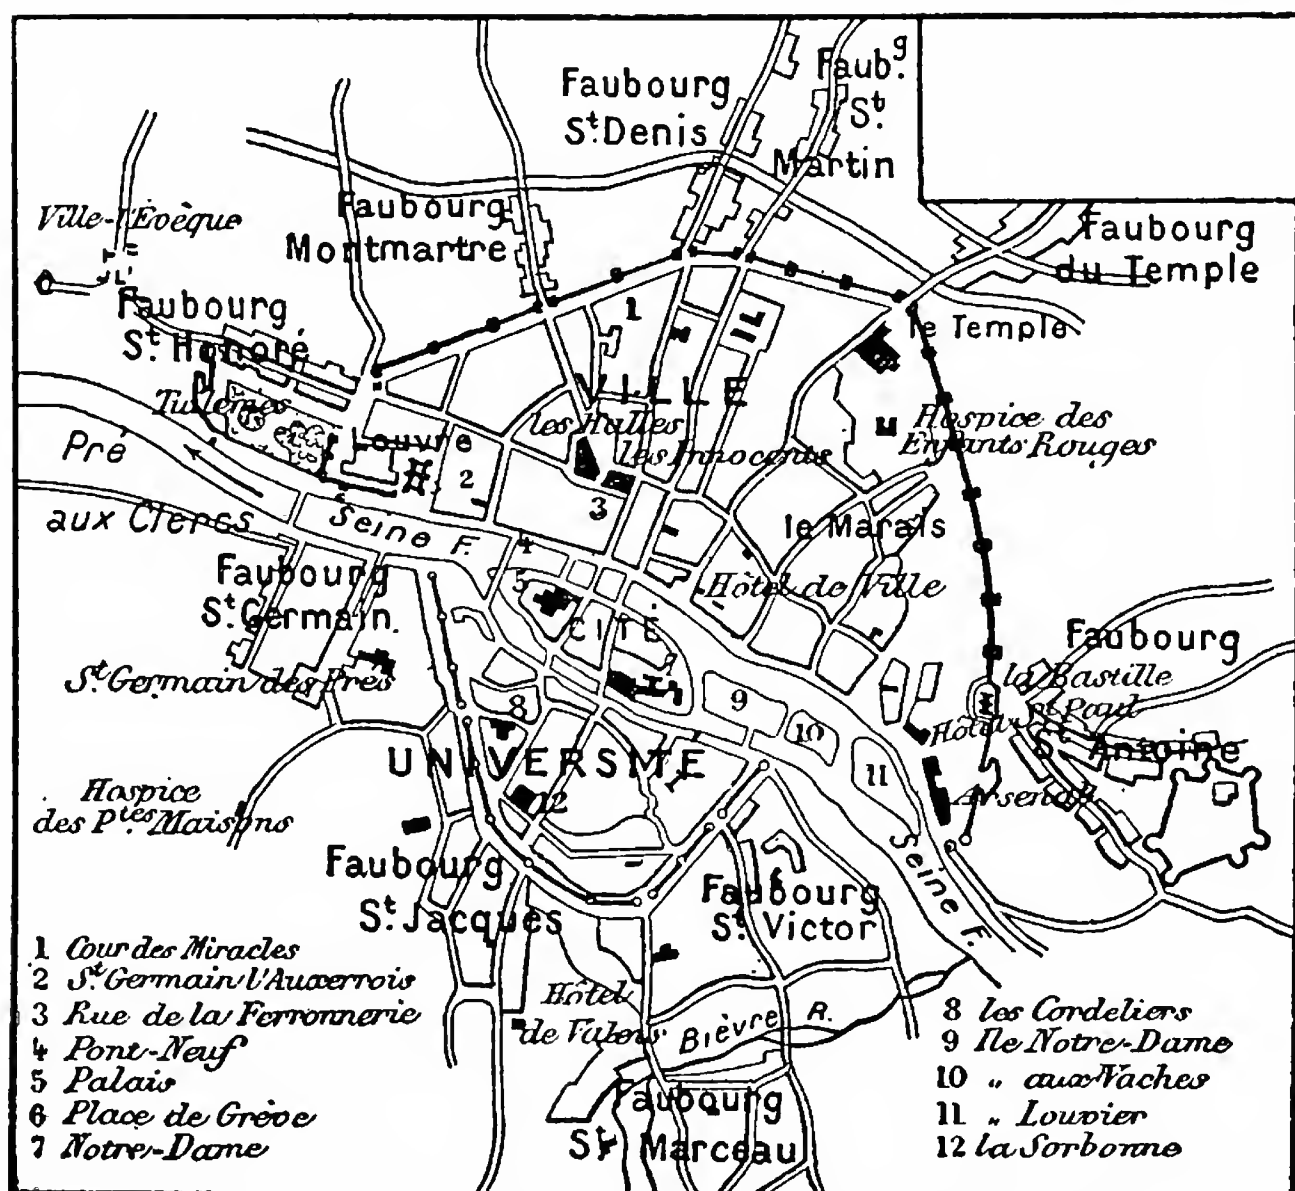 Faubourg
St. Denis
Faubg.
St.
Martin
Ville-l'Évèque
Faubourg
Montmartre
Faubourg
du Temple
Faubourg
St. Honoré
1
le Temple
VILLE
Tuileries
les Halles
Hospice des
Enfants Rouges
Louvre
les Innocents
Pré
aux Clercs
2
3
le Marais
Seine F.
4
5
Faubourg
St. Germain.
Hôtel de Ville
CITÉ
Faubourg
St. Antoine
St. Germain des Prés
7
la Bastille
8
9
10
11
Hôtel St. Paul
UNIVERSITÉ
Hospice
des Ptes. Maisons
12
Arsenal
Seine F.
Faubourg
St. Jacques
Faubourg
St. Victor
Hôtel
de Valois
Bièvre R.
Faubourg
St. Marceau
1 Cour des Miracles
2 St. Germain l'Auxerrois
3 Rue de la Ferronnerie
4 Pont-Neuf
5 Palais
6 Place de Grève
7 Notre-Dame
8 les Cordeliers
9 Ile Notre-Dame
10 „ aux Vaches
11 „ Louvier
12 la Sorbonne